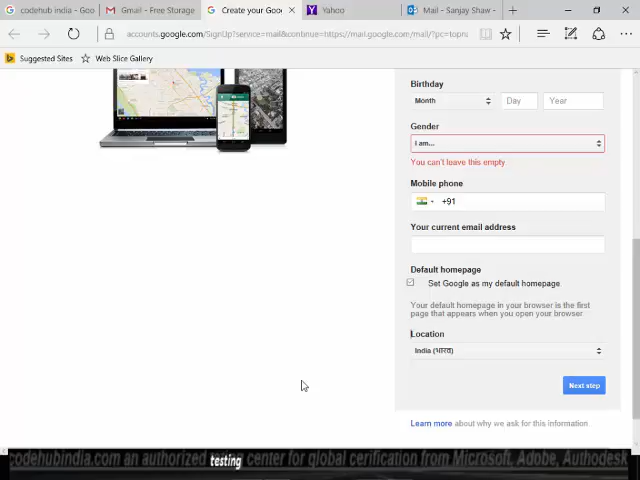 codehub india - Goo
Gmail - Free Storage
Create your Goo
Yahoo
Mail - Sanjay Shaw -
accounts.google.com/SignUp?service=mail&continue=https://mail.google.com/mail/?pc=topna
Suggested Sites
Web Slice Gallery
Birthday
Month
Day
Year
Gender
I am...
You can't leave this empty
Mobile phone
+91
Your current email address
Default homepage
Set Google as my default homepage
Your default homepage in your browser is the first
page that appears when you open your browser
Location
India (भारत)
Next step
Learn more about why we ask for this information
codehubindia.com an authorized testing center for global cerification from Microsoft, Adobe, Authodesk